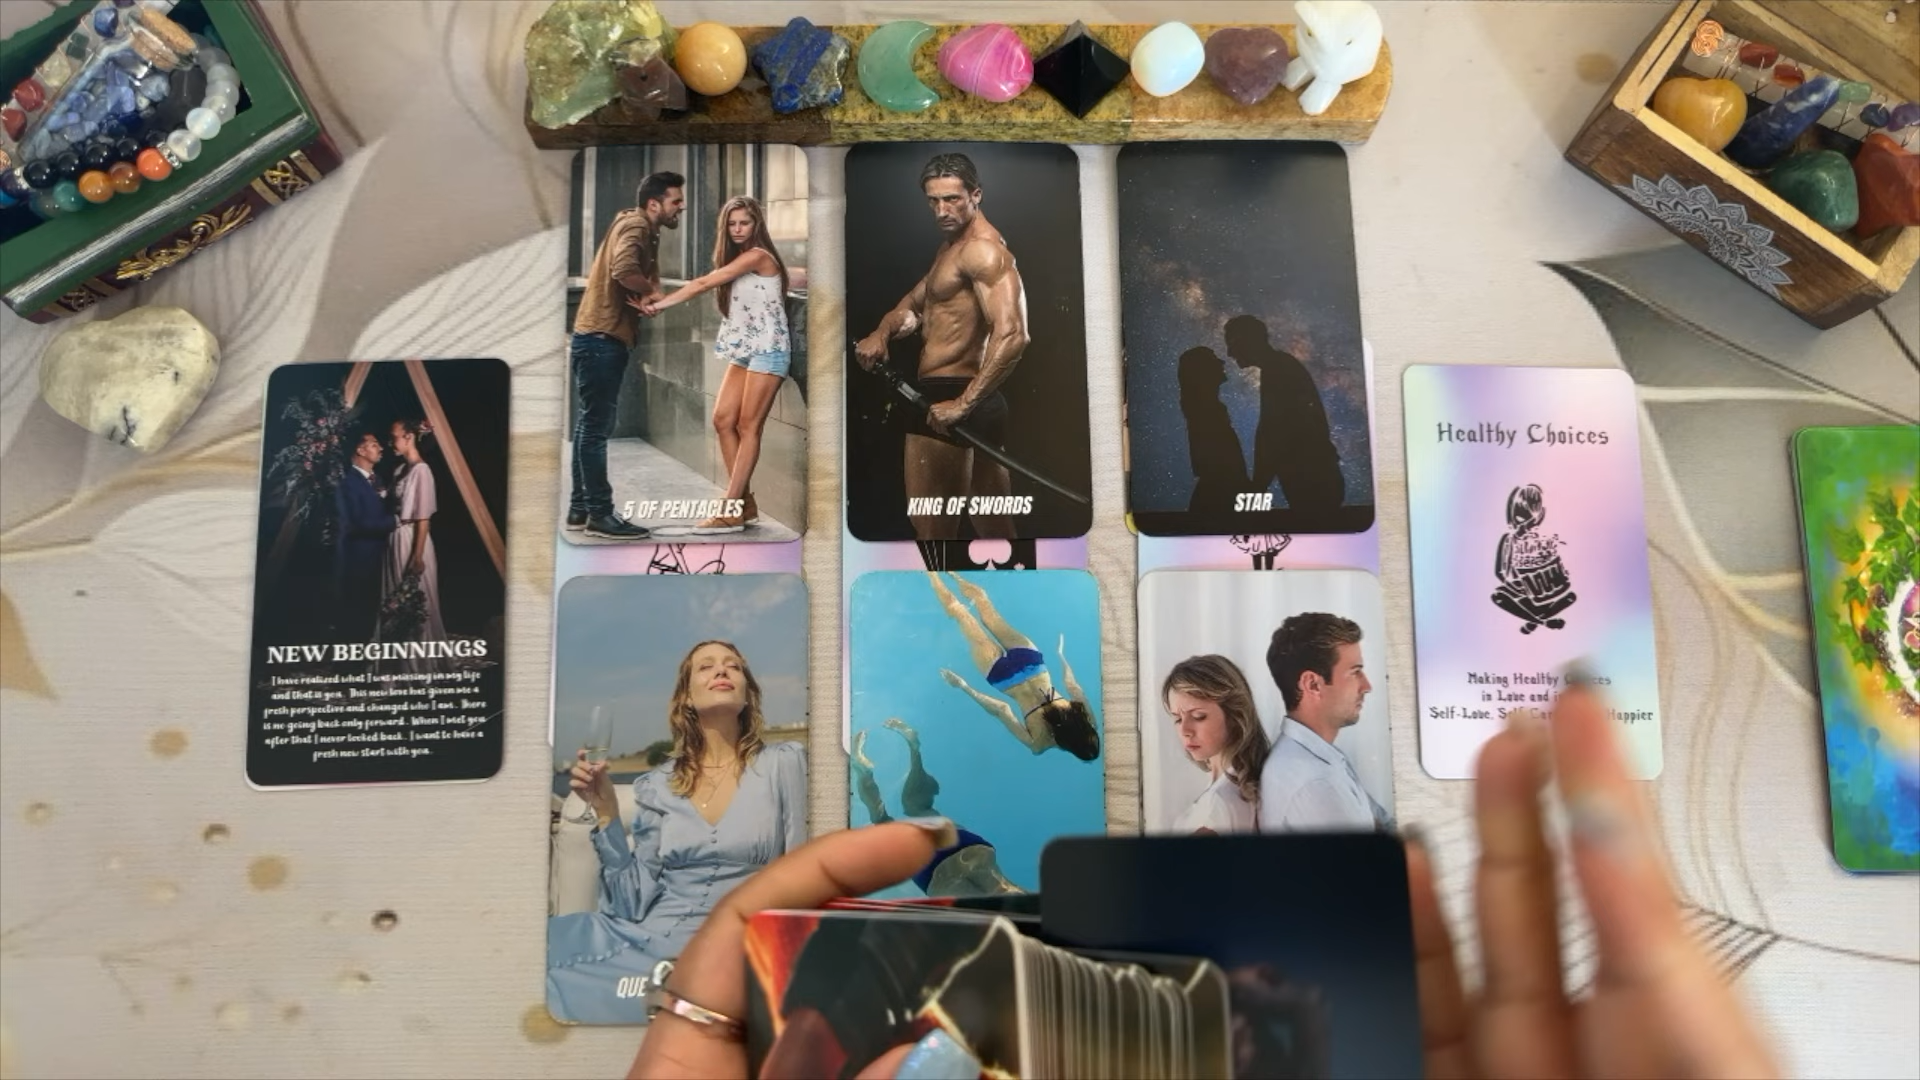 5 OF PENTACLES
KING OF SWORDS
STAR
NEW BEGINNINGS
I have realized what I was missing in my life
and that is you. This new love has given me a
fresh perspective and changed who I am. There
is no going back only forward. When I met you
after that I never looked back. I want to have a
fresh new start with you.
Healthy Choices
Making Healthy
in Love and
Self-Love, Happier
QUE